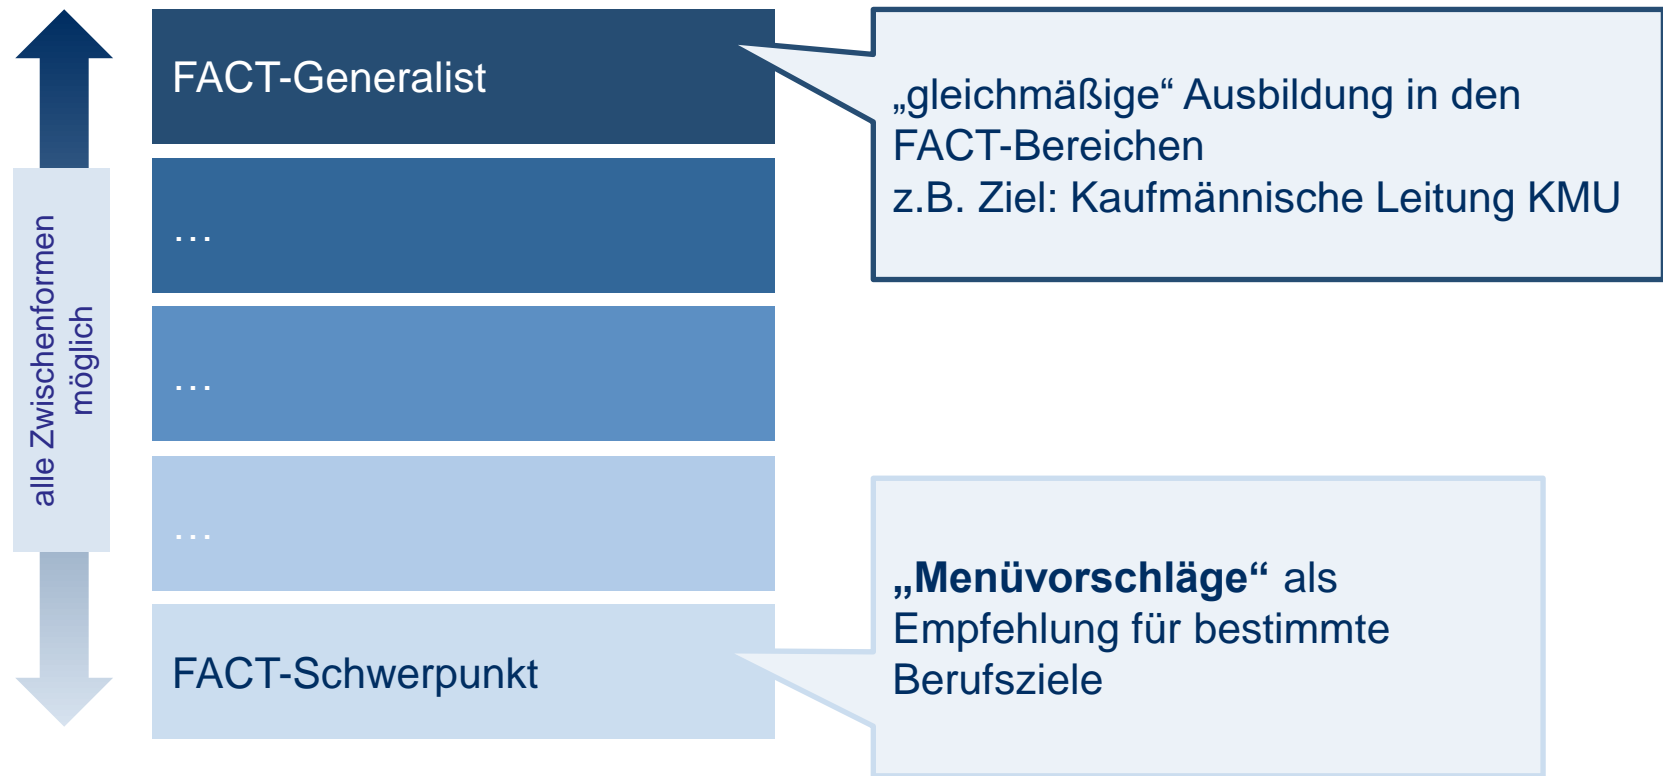 FACT-Generalist
„gleichmäßige“ Ausbildung in den
FACT-Bereichen
z.B. Ziel: Kaufmännische Leitung KMU
…
…
…
alle Zwischenformen
möglich
FACT-Schwerpunkt
„Menüvorschläge“ als
Empfehlung für bestimmte
Berufsziele